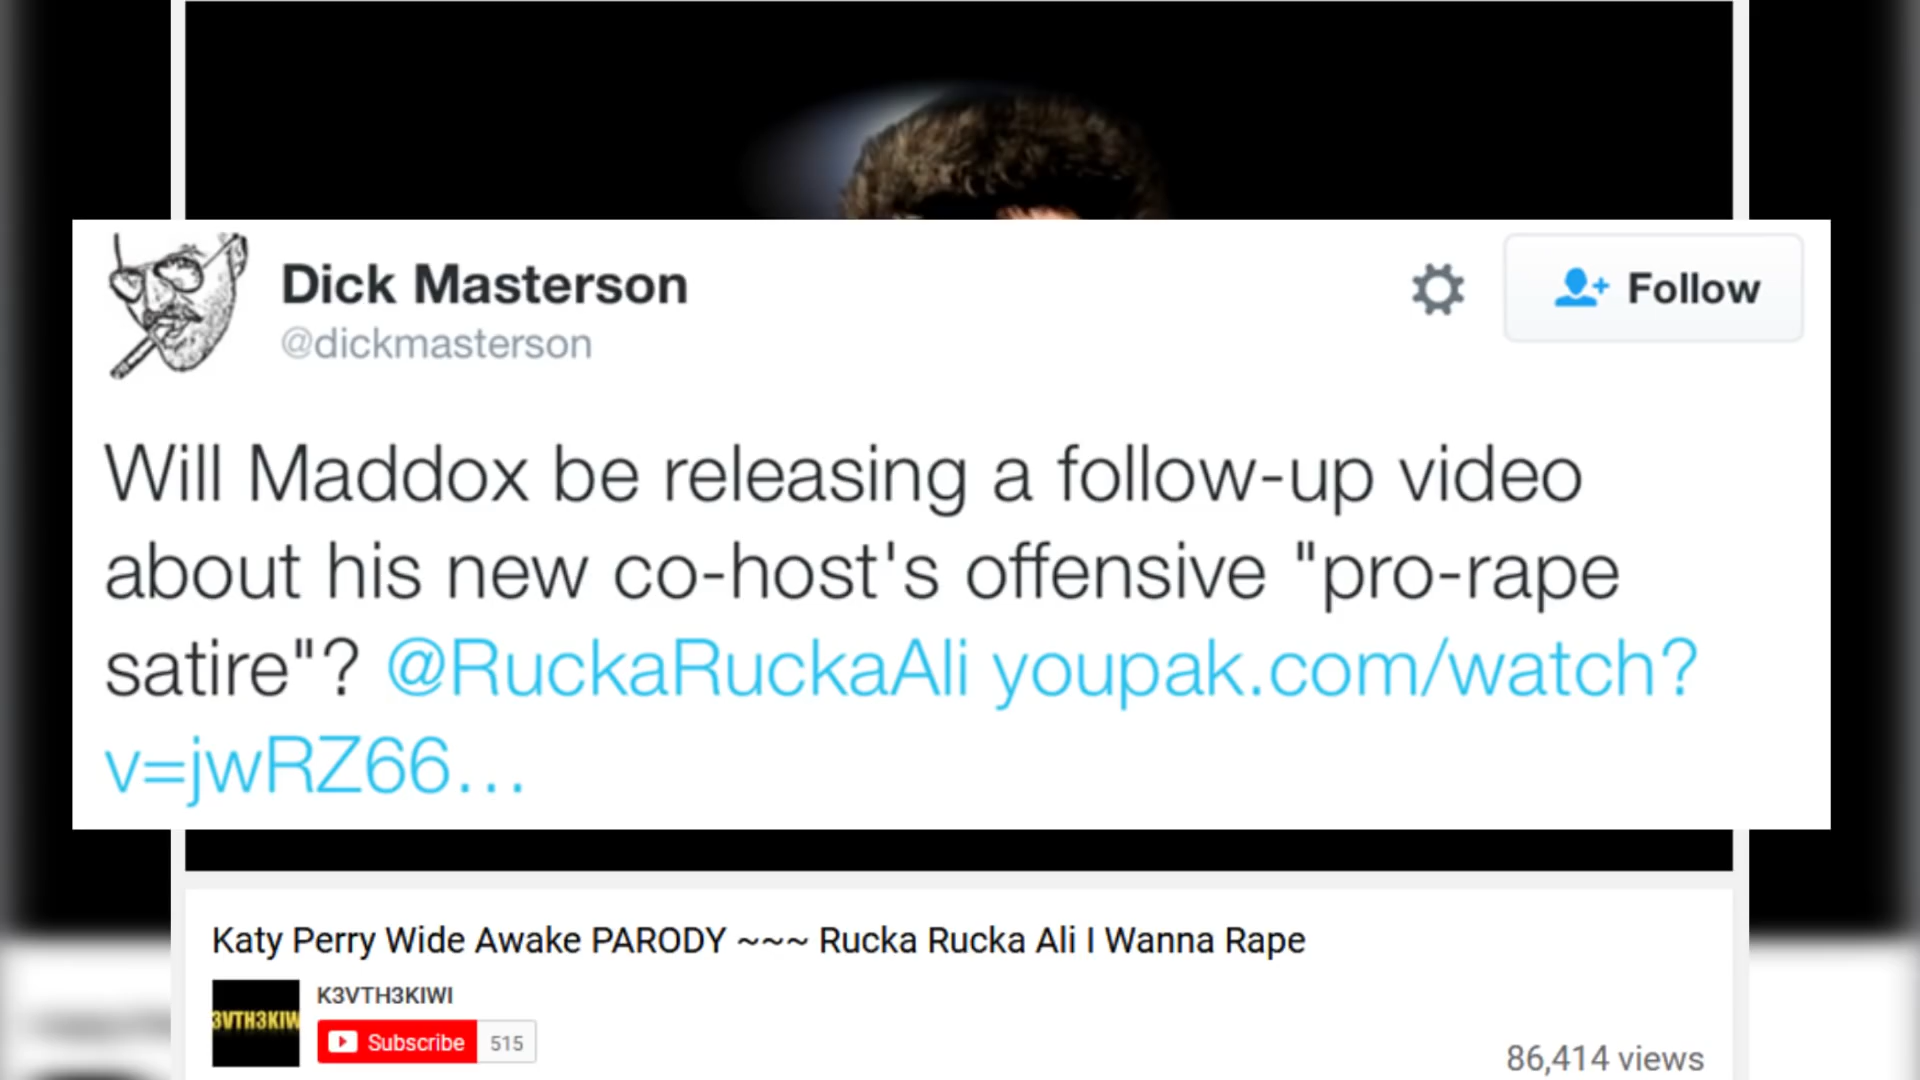 Dick Masterson
@dickmasterson
Follow
Will Maddox be releasing a follow-up video
about his new co-host's offensive "pro-rape
satire"? @RuckaRuckaAli youpak.com/watch?
v=jwRZ66...
Katy Perry Wide Awake PARODY ~~~ Rucka Rucka Ali I Wanna Rape
3VTH3KIW
K3VTH3KIWI
Subscribe 515
86,414 views